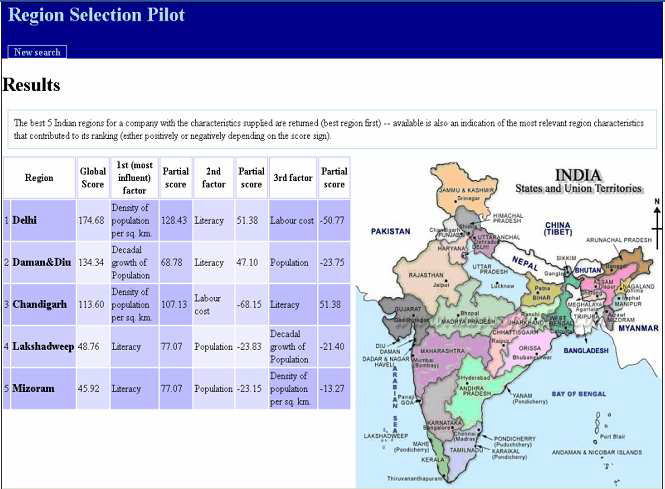 Region Selection Pilot
New search
Results
The best 5 Indian regions for a company with the characteristics supplied are returned (best region first) -- available is also an indication of the most relevant region characteristics
that contributed to its ranking (either positively or negatively depending on the score sign).
Region Global Score 1st (most influent) factor Partial score 2nd factor Partial score 3rd factor Partial score
1 Delhi 174.68 Density of population per sq. km. 128.43 Literacy 51.38 Labour cost -50.77
2 Daman&Diu 134.34 Decadal growth of Population 68.78 Literacy 47.10 Population -23.75
3 Chandigarh 113.60 Density of population per sq. km. 107.13 Labour cost -68.15 Literacy 51.38
4 Lakshadweep 48.76 Literacy 77.07 Population -23.83 Decadal growth of Population -21.40
5 Mizoram 45.92 Literacy 77.07 Population -23.15 Density of population per sq. km. -13.27
INDIA
States and Union Territories
N
JAMMU & KASHMIR
Srinagar
HIMACHAL PRADESH
PAKISTAN
Chandigarh
PUNJAB
UTTARANCHAL
HARYANA
Delhi
CHINA
(TIBET)
ARUNACHAL PRADESH
RAJASTHAN
Jaipur
UTTAR PRADESH
Lucknow
NEPAL
SIKKIM
BHUTAN
ASSAM
NAGALAND
Imphal
MANIPUR
Patna
BIHAR
MEGHALAYA
Agartala
TRIPURA
Aizawl
MIZORAM
GUJARAT
Gandhinagar
Bhopal
MADHYA PRADESH
Ranchi
JHARKHAND
WEST BENGAL
MYANMAR
CHHATTISGARH
Raipur
ORISSA
Bhubaneshwar
BANGLADESH
DIU
DAMAN
DADAR & NAGAR HAVELI
MAHARASHTRA
Mumbai
(Bombay)
ARABIAN SEA
Hyderabad
ANDHRA PRADESH
YANAM
(Pondicherry)
BAY OF BENGAL
Panaji
GOA
KARNATAKA
Bangalore
Chennai
(Madras)
LAKSHADWEEP
MAHE
(Pondicherry)
PONDICHERRY
(Puduchcery)
KARAIKAL
(Pondicherry)
TAMILNADU
KERALA
Thiruvananthapuram
Port Blair
ANDAMAN & NICOBAR ISLANDS